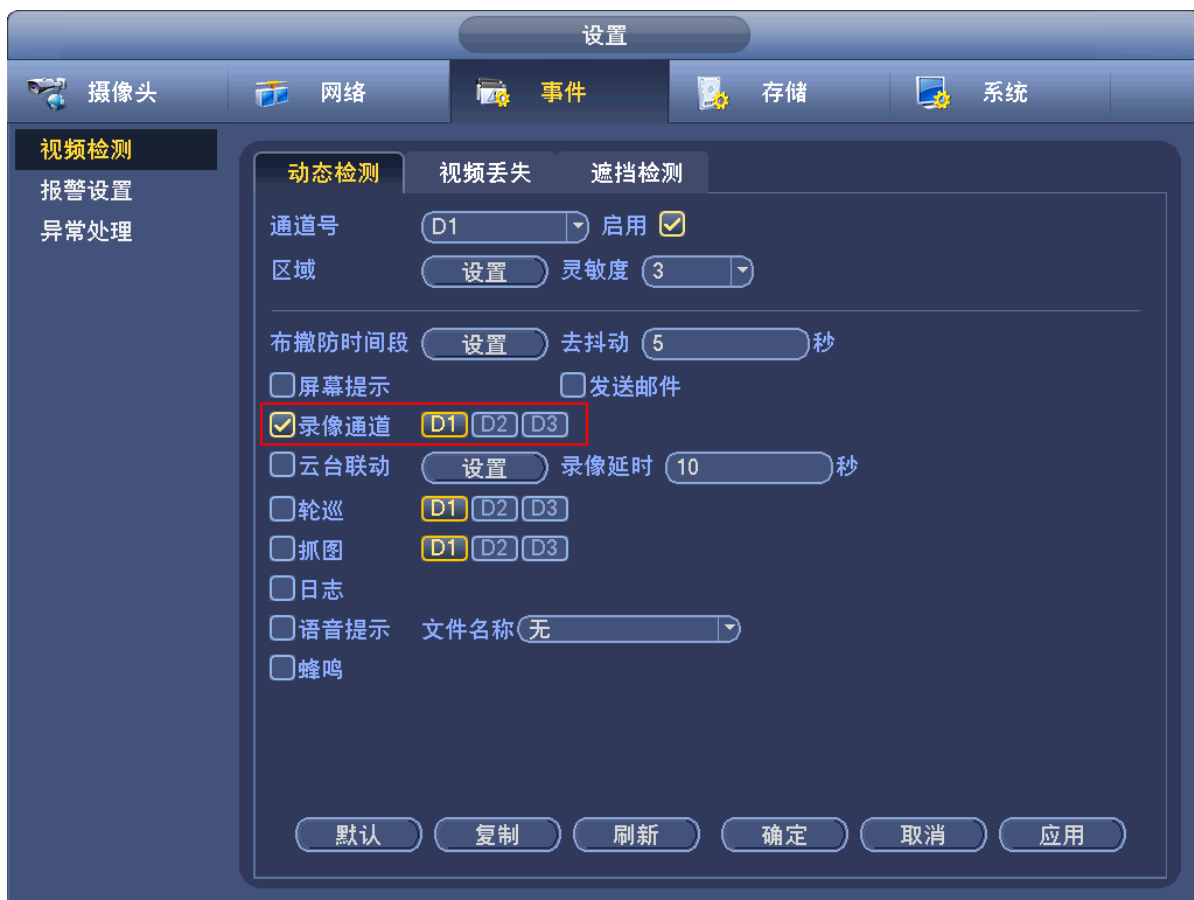 设置
摄像头 网络 事件 存储 系统
视频检测
报警设置
异常处理
动态检测 视频丢失 遮挡检测
通道号 D1 启用
区域 设置 灵敏度 3
布撤防时间段 设置 去抖动 5 秒
屏幕提示 发送邮件
录像通道 D1 D2 D3
云台联动 设置 录像延时 10 秒
轮巡 D1 D2 D3
抓图 D1 D2 D3
日志
语音提示 文件名称 无
蜂鸣
默认 复制 刷新 确定 取消 应用